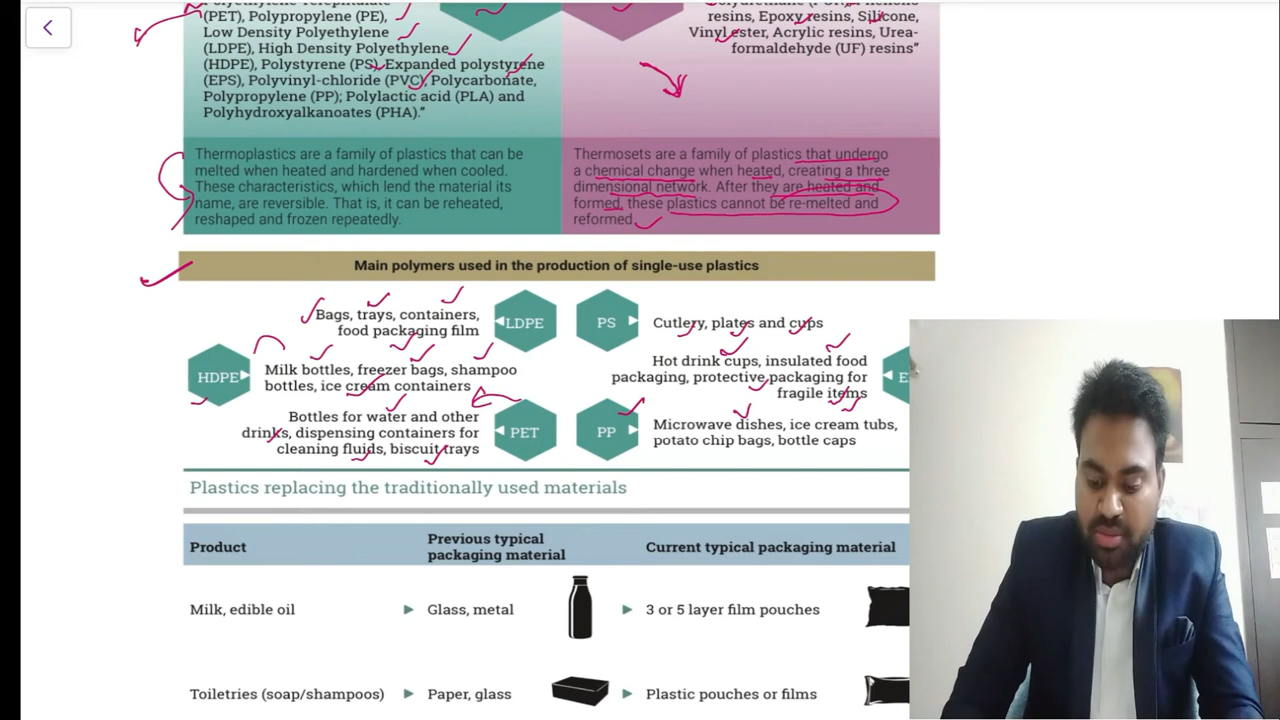 (PET), Polypropylene (PE),
Low Density Polyethylene
(LDPE), High Density Polyethylene
(HDPE), Polystyrene (PS), Expanded polystyrene
(EPS), Polyvinyl-chloride (PVC), Polycarbonate,
Polypropylene (PP); Polylactic acid (PLA) and
Polyhydroxyalkanoates (PHA).”
resins, Epoxy resins, Silicone,
Vinyl ester, Acrylic resins, Urea-
formaldehyde (UF) resins”
Thermoplastics are a family of plastics that can be
melted when heated and hardened when cooled.
These characteristics, which lend the material its
name, are reversible. That is, it can be reheated,
reshaped and frozen repeatedly.
Thermosets are a family of plastics that undergo
a chemical change when heated, creating a three
dimensional network. After they are heated and
formed, these plastics cannot be re-melted and
reformed.
Main polymers used in the production of single-use plastics
Bags, trays, containers,
food packaging film
LDPE
PS
Cutlery, plates and cups
HDPE
Milk bottles, freezer bags, shampoo
bottles, ice cream containers
Hot drink cups, insulated food
packaging, protective packaging for
fragile items
E
Bottles for water and other
drinks, dispensing containers for
cleaning fluids, biscuit trays
PET
PP
Microwave dishes, ice cream tubs,
potato chip bags, bottle caps
Plastics replacing the traditionally used materials
Product
Previous typical
packaging material
Current typical packaging material
Milk, edible oil
Glass, metal
3 or 5 layer film pouches
Toiletries (soap/shampoos)
Paper, glass
Plastic pouches or films